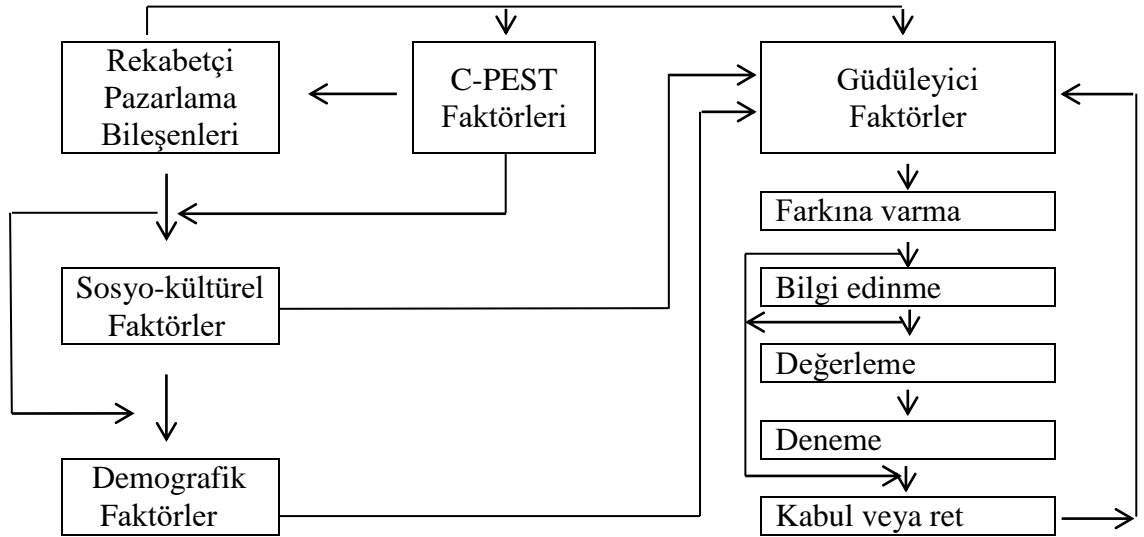 Rekabetçi
Pazarlama
Bileşenleri
C-PEST
Faktörleri
Güdüleyici
Faktörler
Farkına varma
Sosyo-kültürel
Faktörler
Bilgi edinme
Değerleme
Deneme
Demografik
Faktörler
Kabul veya ret